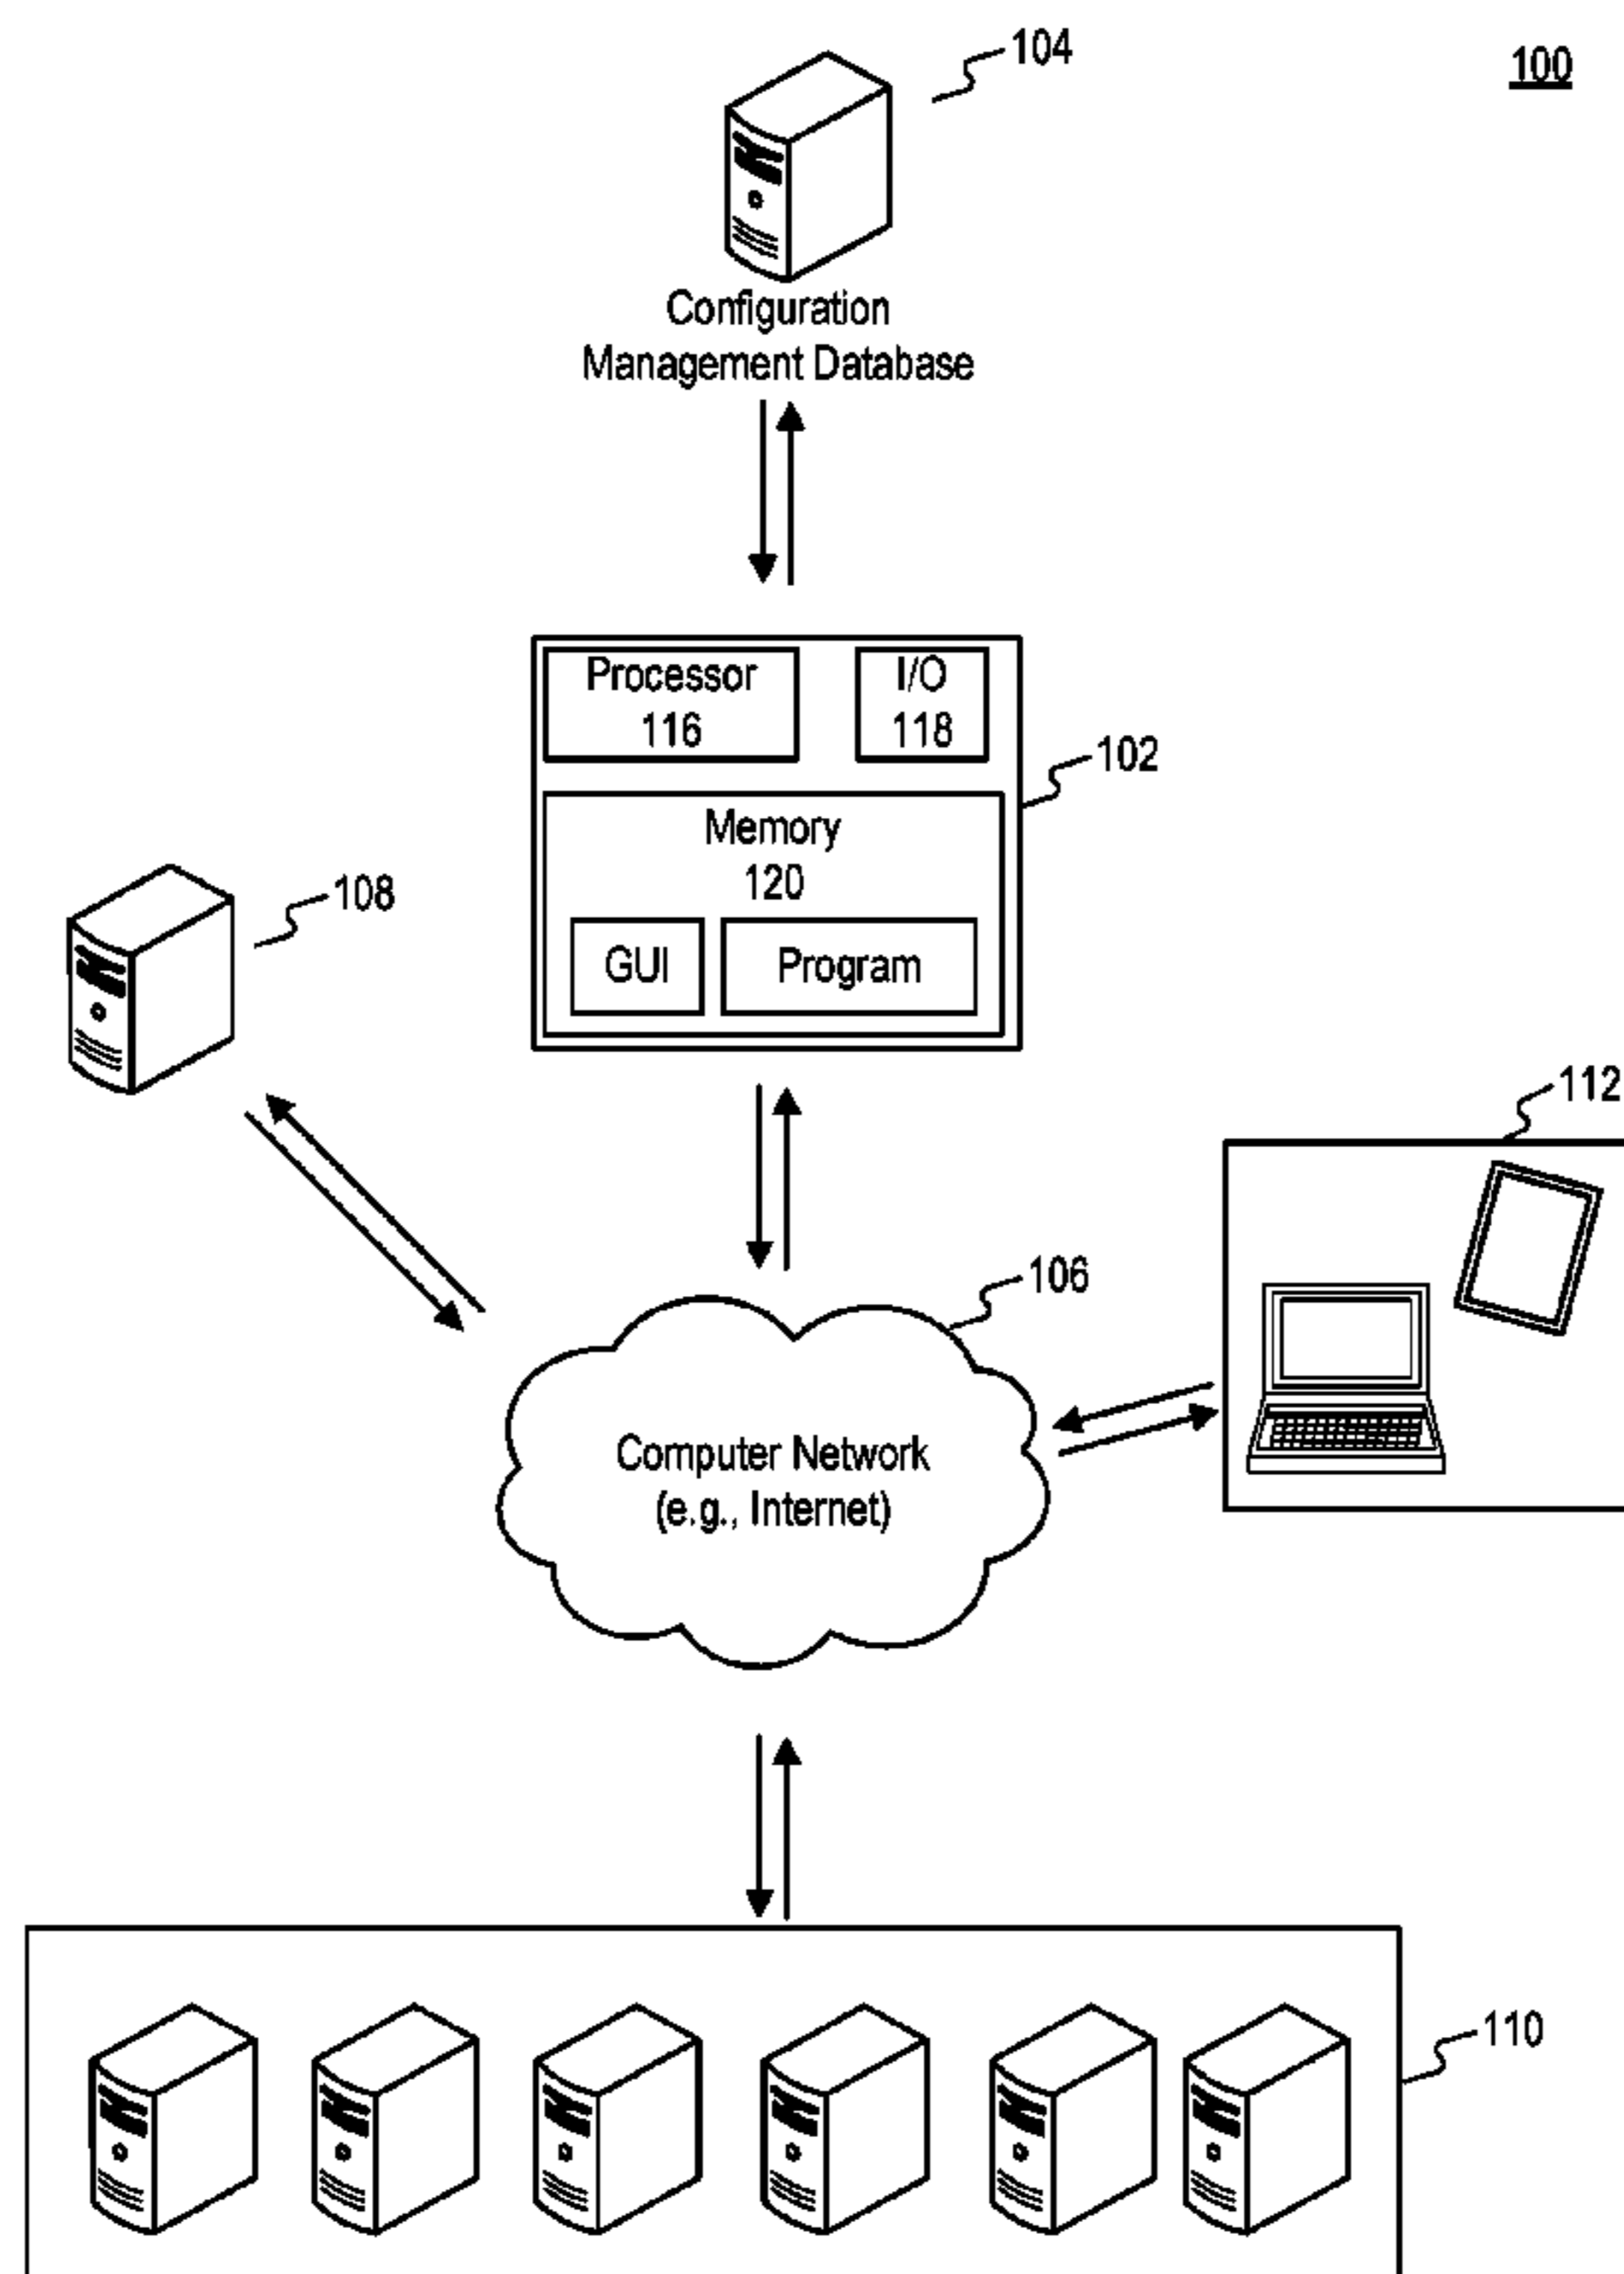 104
100
Configuration
Management Database
Processor
116
I/O
118
102
Memory
120
108
GUI
Program
112
106
Computer Network
(e.g., Internet)
110